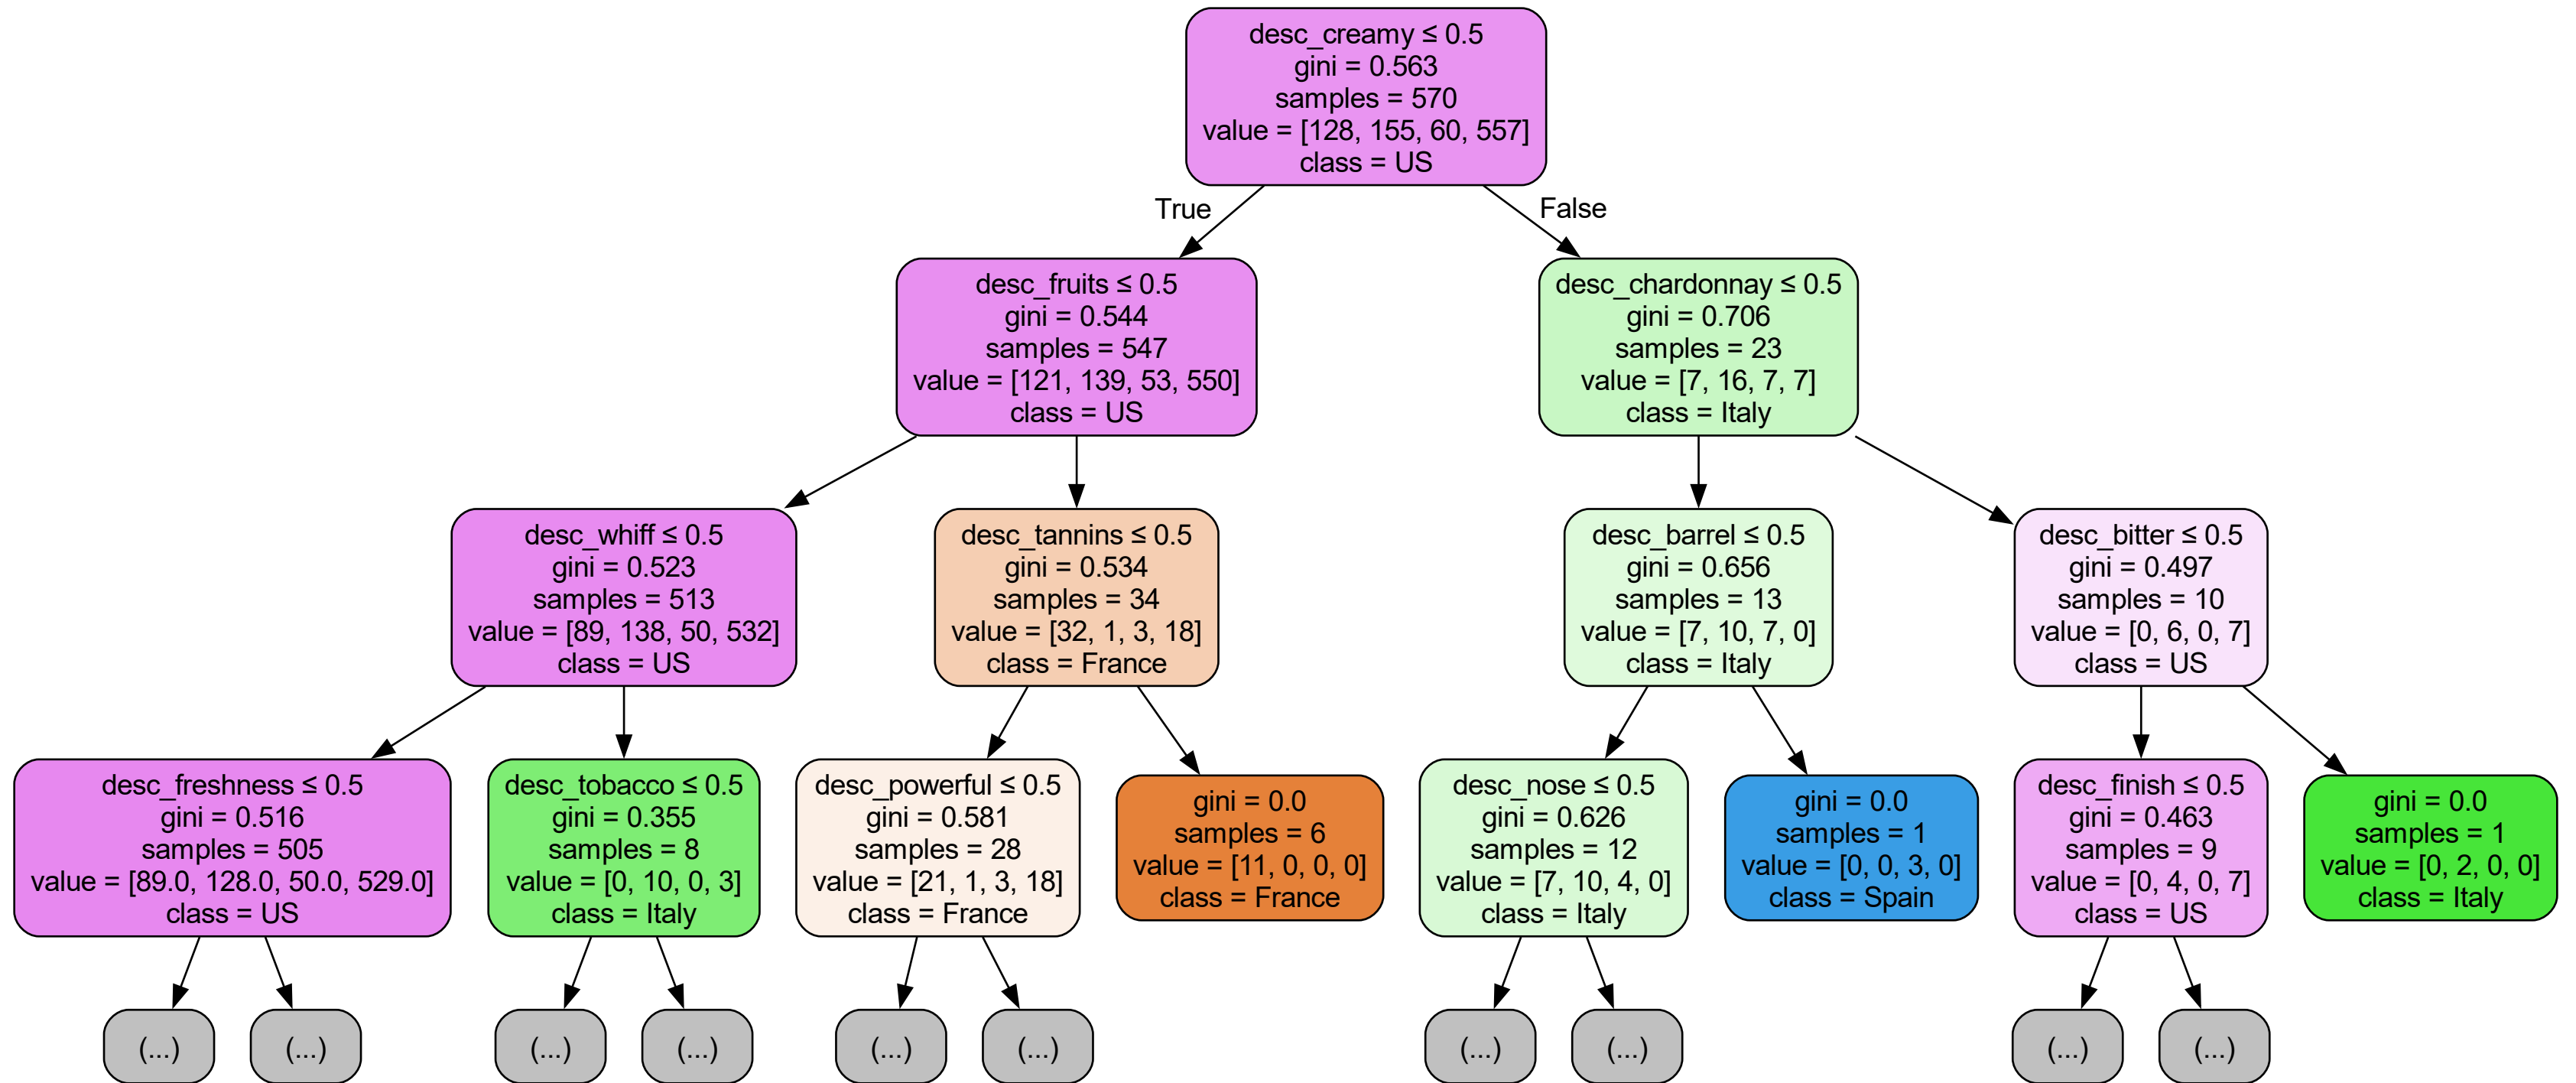 desc_creamy ≤ 0.5
gini = 0.563
samples = 570
value = [128, 155, 60, 557]
class = US
True
False
desc_fruits ≤ 0.5
gini = 0.544
samples = 547
value = [121, 139, 53, 550]
class = US
desc_chardonnay ≤ 0.5
gini = 0.706
samples = 23
value = [7, 16, 7, 7]
class = Italy
desc_whiff ≤ 0.5
gini = 0.523
samples = 513
value = [89, 138, 50, 532]
class = US
desc_tannins ≤ 0.5
gini = 0.534
samples = 34
value = [32, 1, 3, 18]
class = France
desc_barrel ≤ 0.5
gini = 0.656
samples = 13
value = [7, 10, 7, 0]
class = Italy
desc_bitter ≤ 0.5
gini = 0.497
samples = 10
value = [0, 6, 0, 7]
class = US
desc_freshness ≤ 0.5
gini = 0.516
samples = 505
value = [89.0, 128.0, 50.0, 529.0]
class = US
desc_tobacco ≤ 0.5
gini = 0.355
samples = 8
value = [0, 10, 0, 3]
class = Italy
desc_powerful ≤ 0.5
gini = 0.581
samples = 28
value = [21, 1, 3, 18]
class = France
gini = 0.0
samples = 6
value = [11, 0, 0, 0]
class = France
desc_nose ≤ 0.5
gini = 0.626
samples = 12
value = [7, 10, 4, 0]
class = Italy
gini = 0.0
samples = 1
value = [0, 0, 3, 0]
class = Spain
desc_finish ≤ 0.5
gini = 0.463
samples = 9
value = [0, 4, 0, 7]
class = US
gini = 0.0
samples = 1
value = [0, 2, 0, 0]
class = Italy
(...)
(...)
(...)
(...)
(...)
(...)
(...)
(...)
(...)
(...)